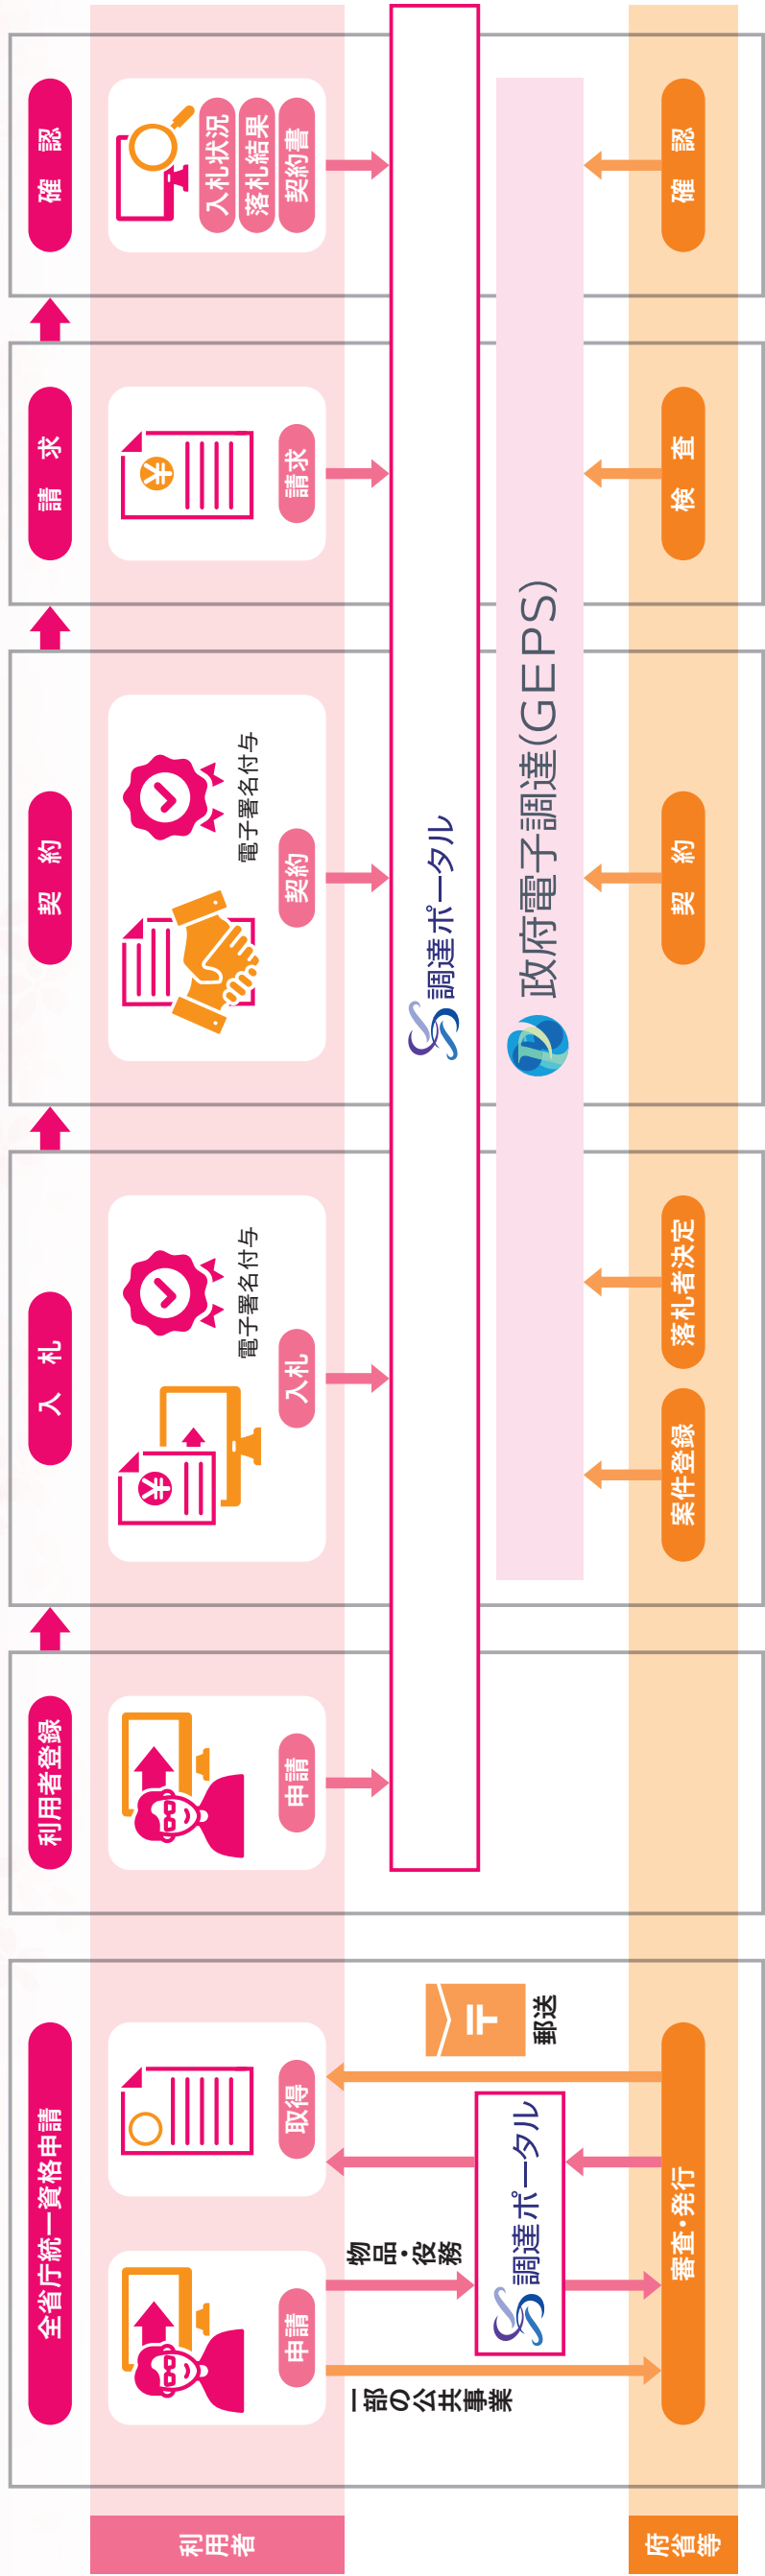 全省庁統一資格申請
利用者登録
入 札
契 約
請 求
確 認
利用者
申請
取得
申請
電子署名付与
入札
電子署名付与
契約
請求
入札状況
落札結果
契約書
一部の公共事業
物品・役務
調達ポータル
郵送
調達ポータル
政府電子調達(GEPS)
府省等
審査・発行
案件登録
落札者決定
契 約
検 査
確 認